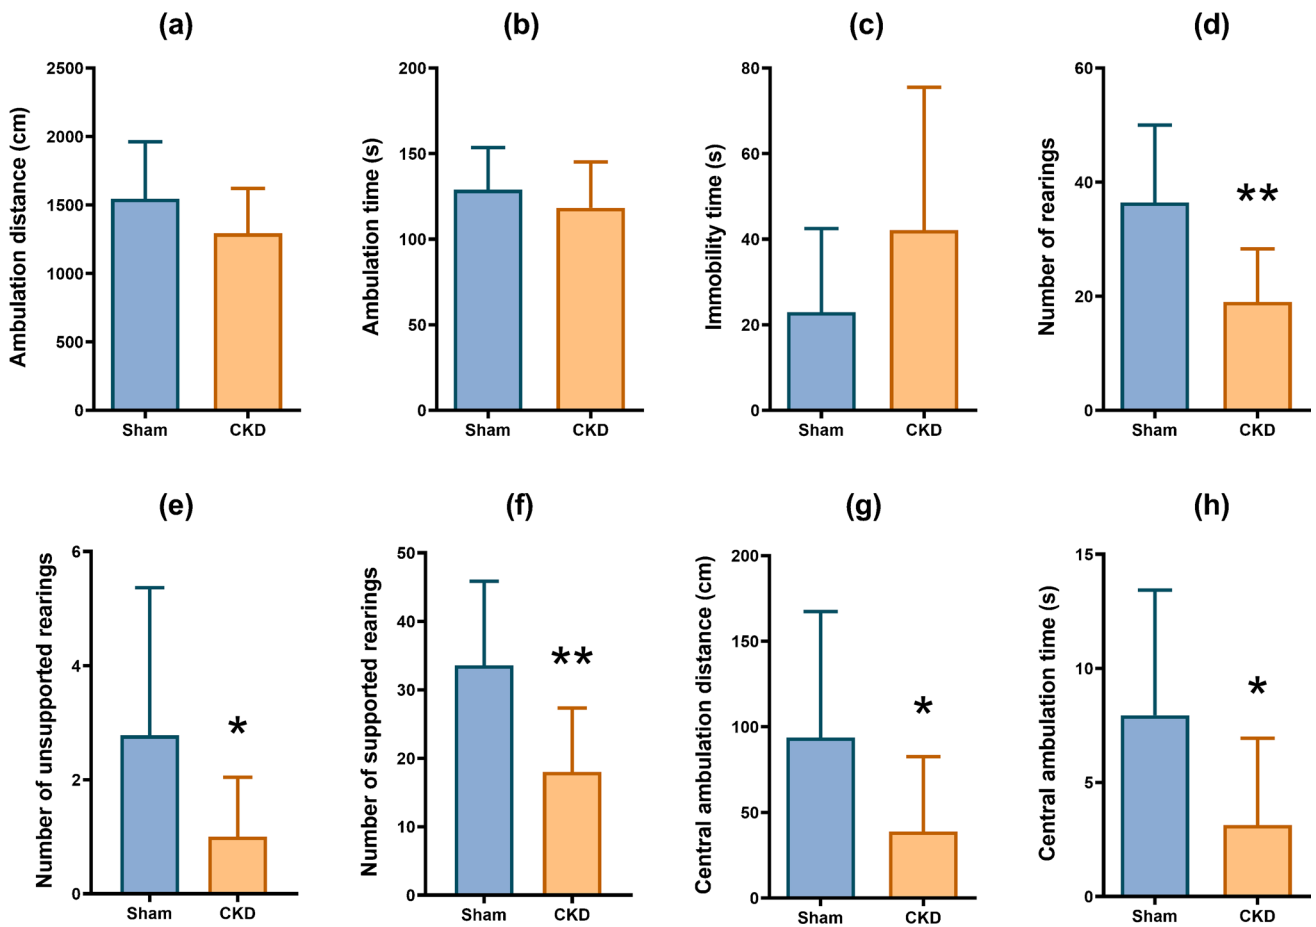 (a)
(b)
(c)
(d)
Ambulation distance (cm)
2500
2000
1500
1000
500
0
Sham
CKD
Ambulation time (s)
200
150
100
50
0
Sham
CKD
Immobility time (s)
80
60
40
20
0
Sham
CKD
Number of rearings
60
40
20
0
**
Sham
CKD
(e)
(f)
(g)
(h)
Number of unsupported rearings
6
4
2
0
*
Sham
CKD
Number of supported rearings
50
40
30
20
10
0
**
Sham
CKD
Central ambulation distance (cm)
200
150
100
50
0
*
Sham
CKD
Central ambulation time (s)
15
10
5
0
*
Sham
CKD